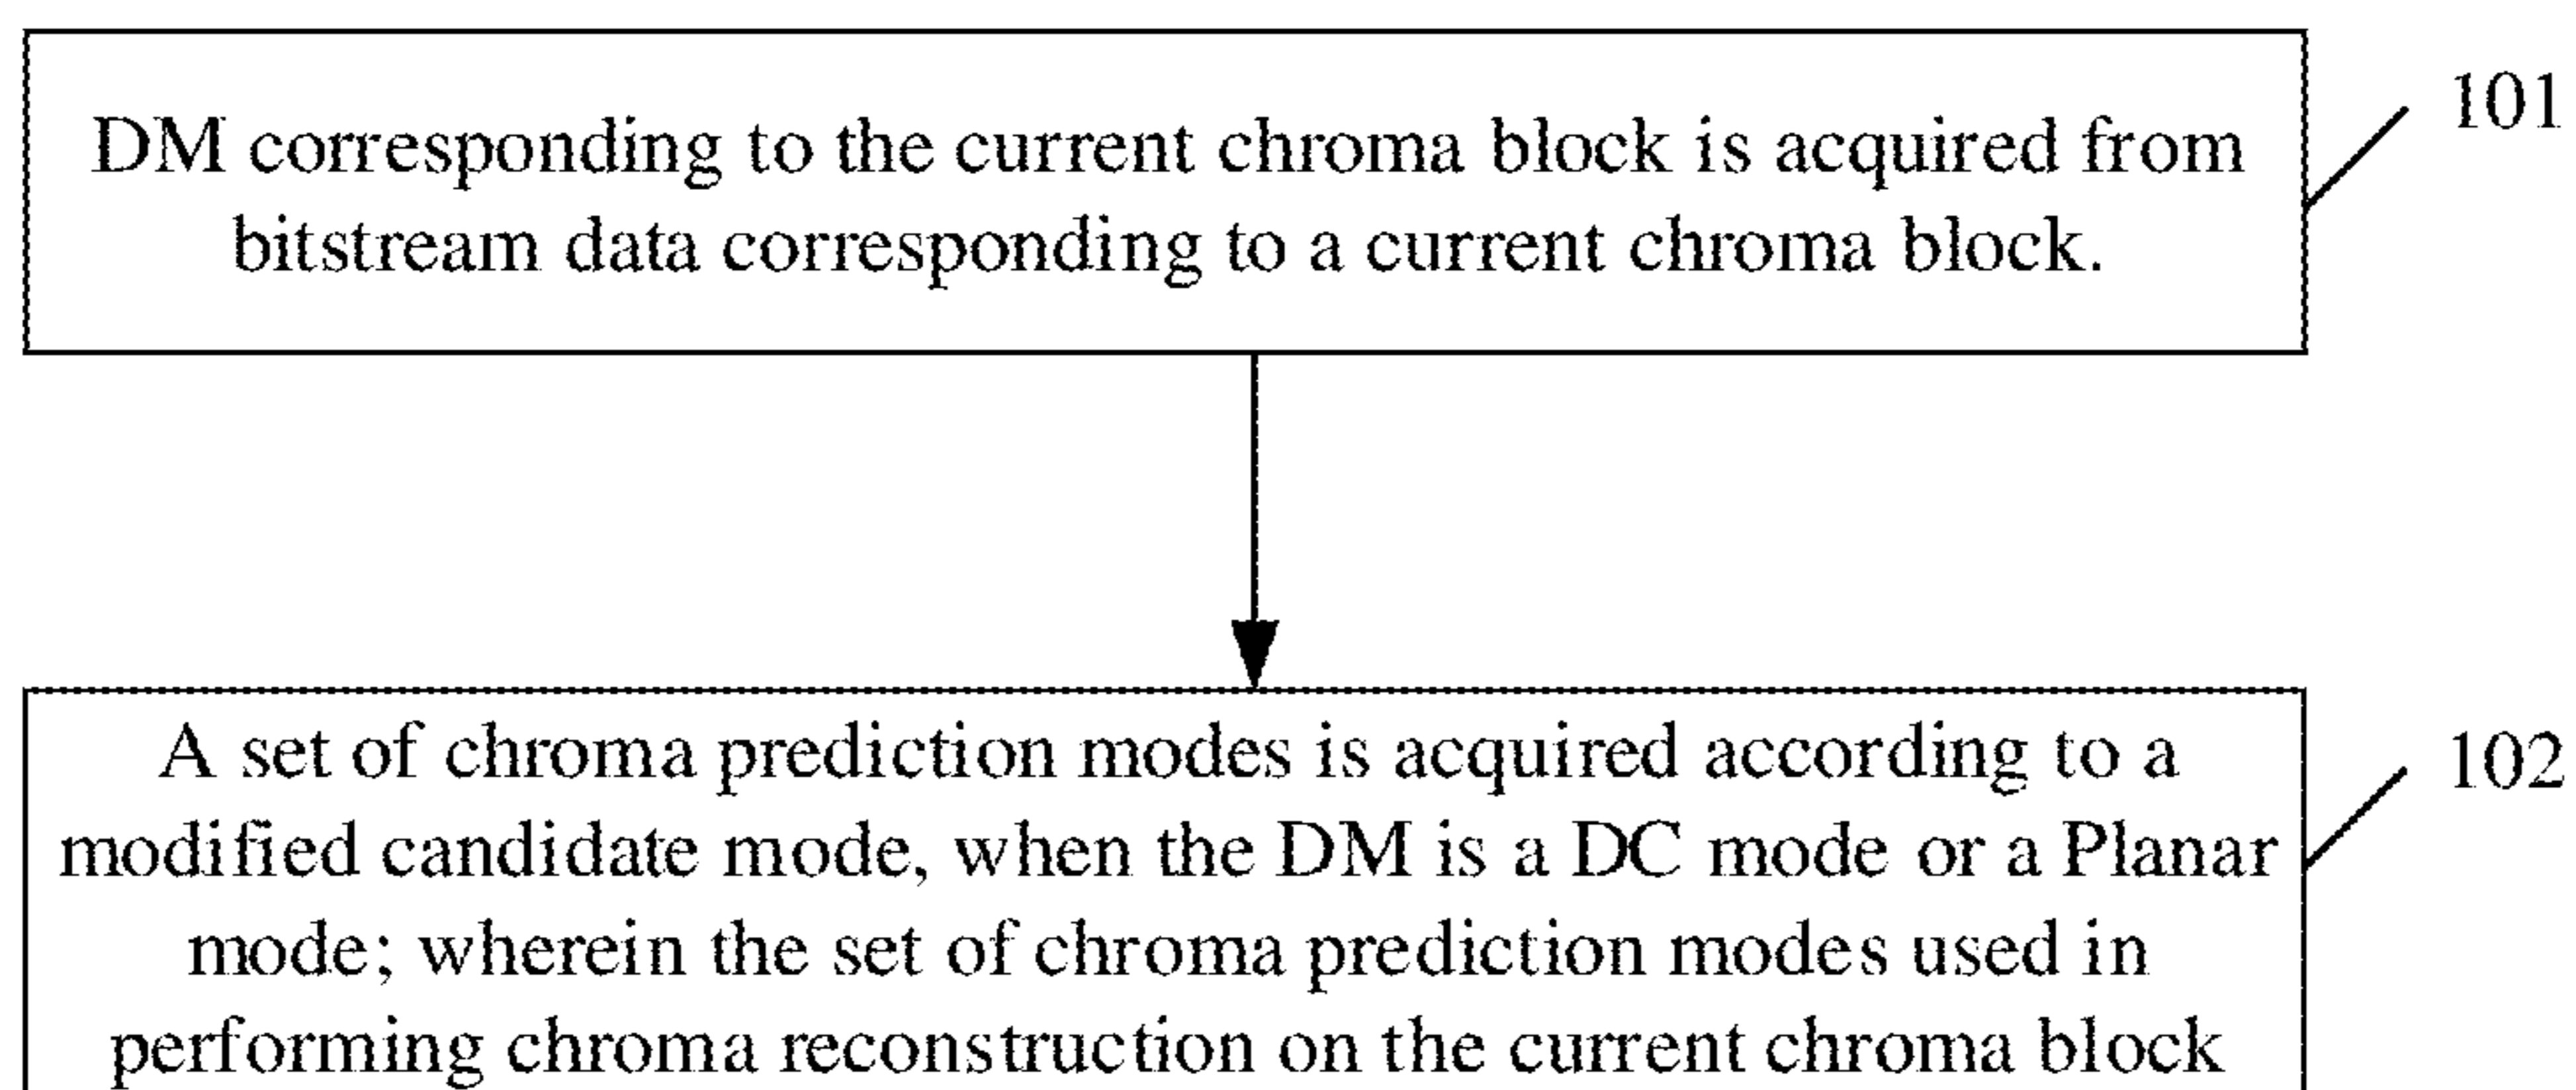 DM corresponding to the current chroma block is acquired from
bitstream data corresponding to a current chroma block.
101
A set of chroma prediction modes is acquired according to a
modified candidate mode, when the DM is a DC mode or a Planar
mode; wherein the set of chroma prediction modes used in
performing chroma reconstruction on the current chroma block
102